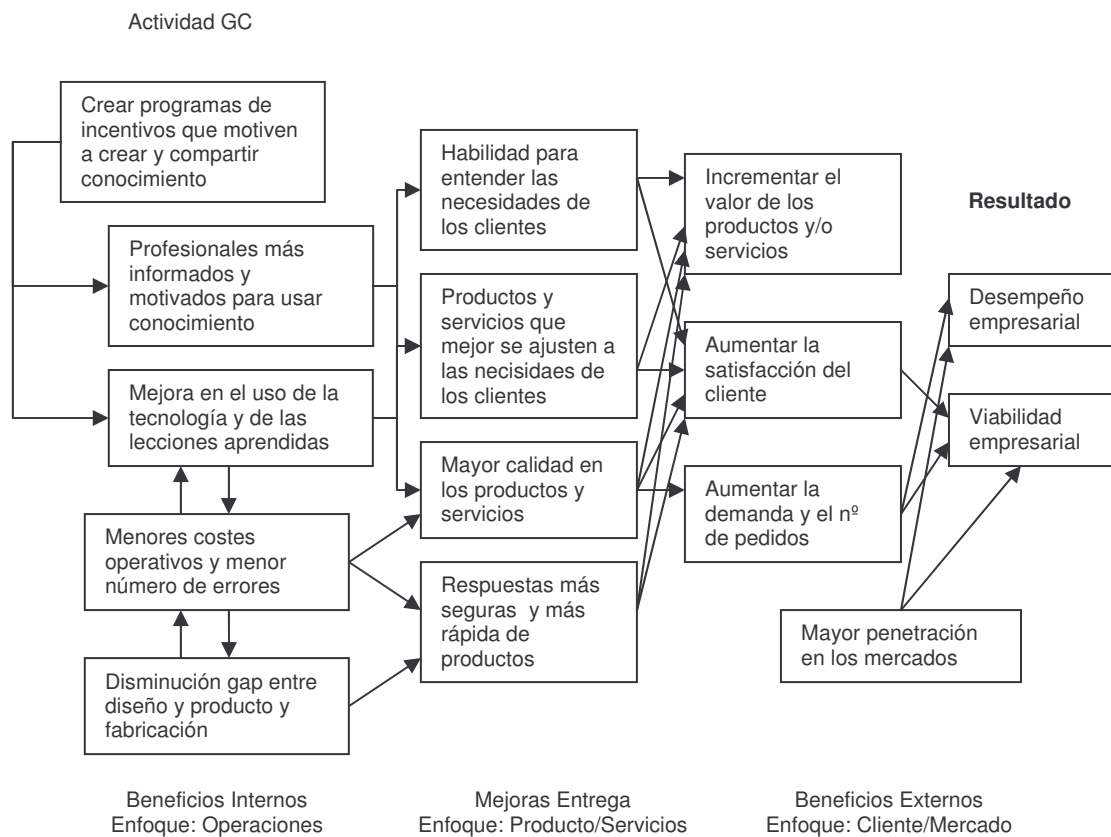 Actividad GC
Crear programas de
incentivos que motiven
a crear y compartir
conocimiento
Profesionales más
informados y
motivados para usar
conocimiento
Mejora en el uso de la
tecnología y de las
lecciones aprendidas
Menores costes
operativos y menor
número de errores
Disminución gap entre
diseño y producto y
fabricación
Habilidad para
entender las
necesidades de
los clientes
Productos y
servicios que
mejor se ajusten a
las necisidaes de
los clientes
Mayor calidad en
los productos y
servicios
Respuestas más
seguras y más
rápida de
productos
Incrementar el
valor de los
productos y/o
servicios
Aumentar la
satisfacción del
cliente
Aumentar la
demanda y el nº
de pedidos
Mayor penetración
en los mercados
Resultado
Desempeño
empresarial
Viabilidad
empresarial
Beneficios Internos
Enfoque: Operaciones
Mejoras Entrega
Enfoque: Producto/Servicios
Beneficios Externos
Enfoque: Cliente/Mercado